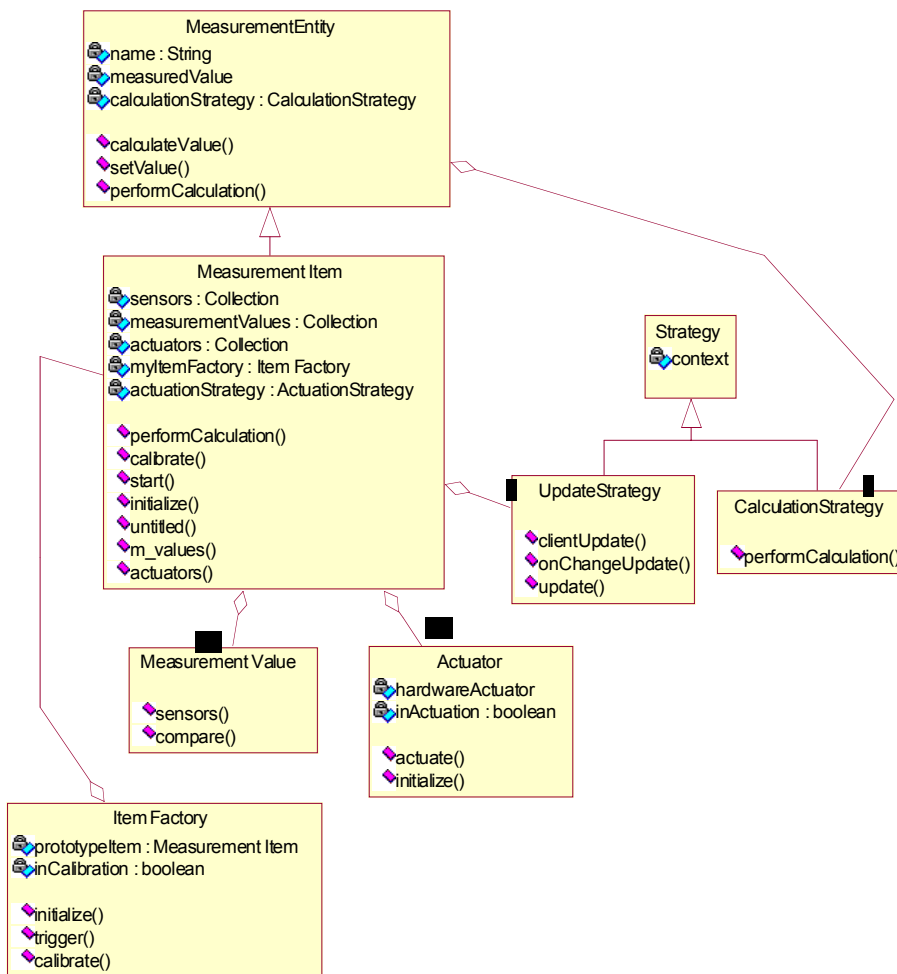 MeasurementEntity
name : String
measuredValue
calculationStrategy : CalculationStrategy
calculateValue()
setValue()
performCalculation()
Measurement Item
sensors : Collection
measurementValues : Collection
actuators : Collection
myItemFactory : Item Factory
actuationStrategy : ActuationStrategy
performCalculation()
calibrate()
start()
initialize()
untitled()
m_values()
actuators()
Strategy
context
UpdateStrategy
clientUpdate()
onChangeUpdate()
update()
CalculationStrategy
performCalculation()
Measurement Value
sensors()
compare()
Actuator
hardwareActuator
inActuation : boolean
actuate()
initialize()
Item Factory
prototypeItem : Measurement Item
inCalibration : boolean
initialize()
trigger()
calibrate()